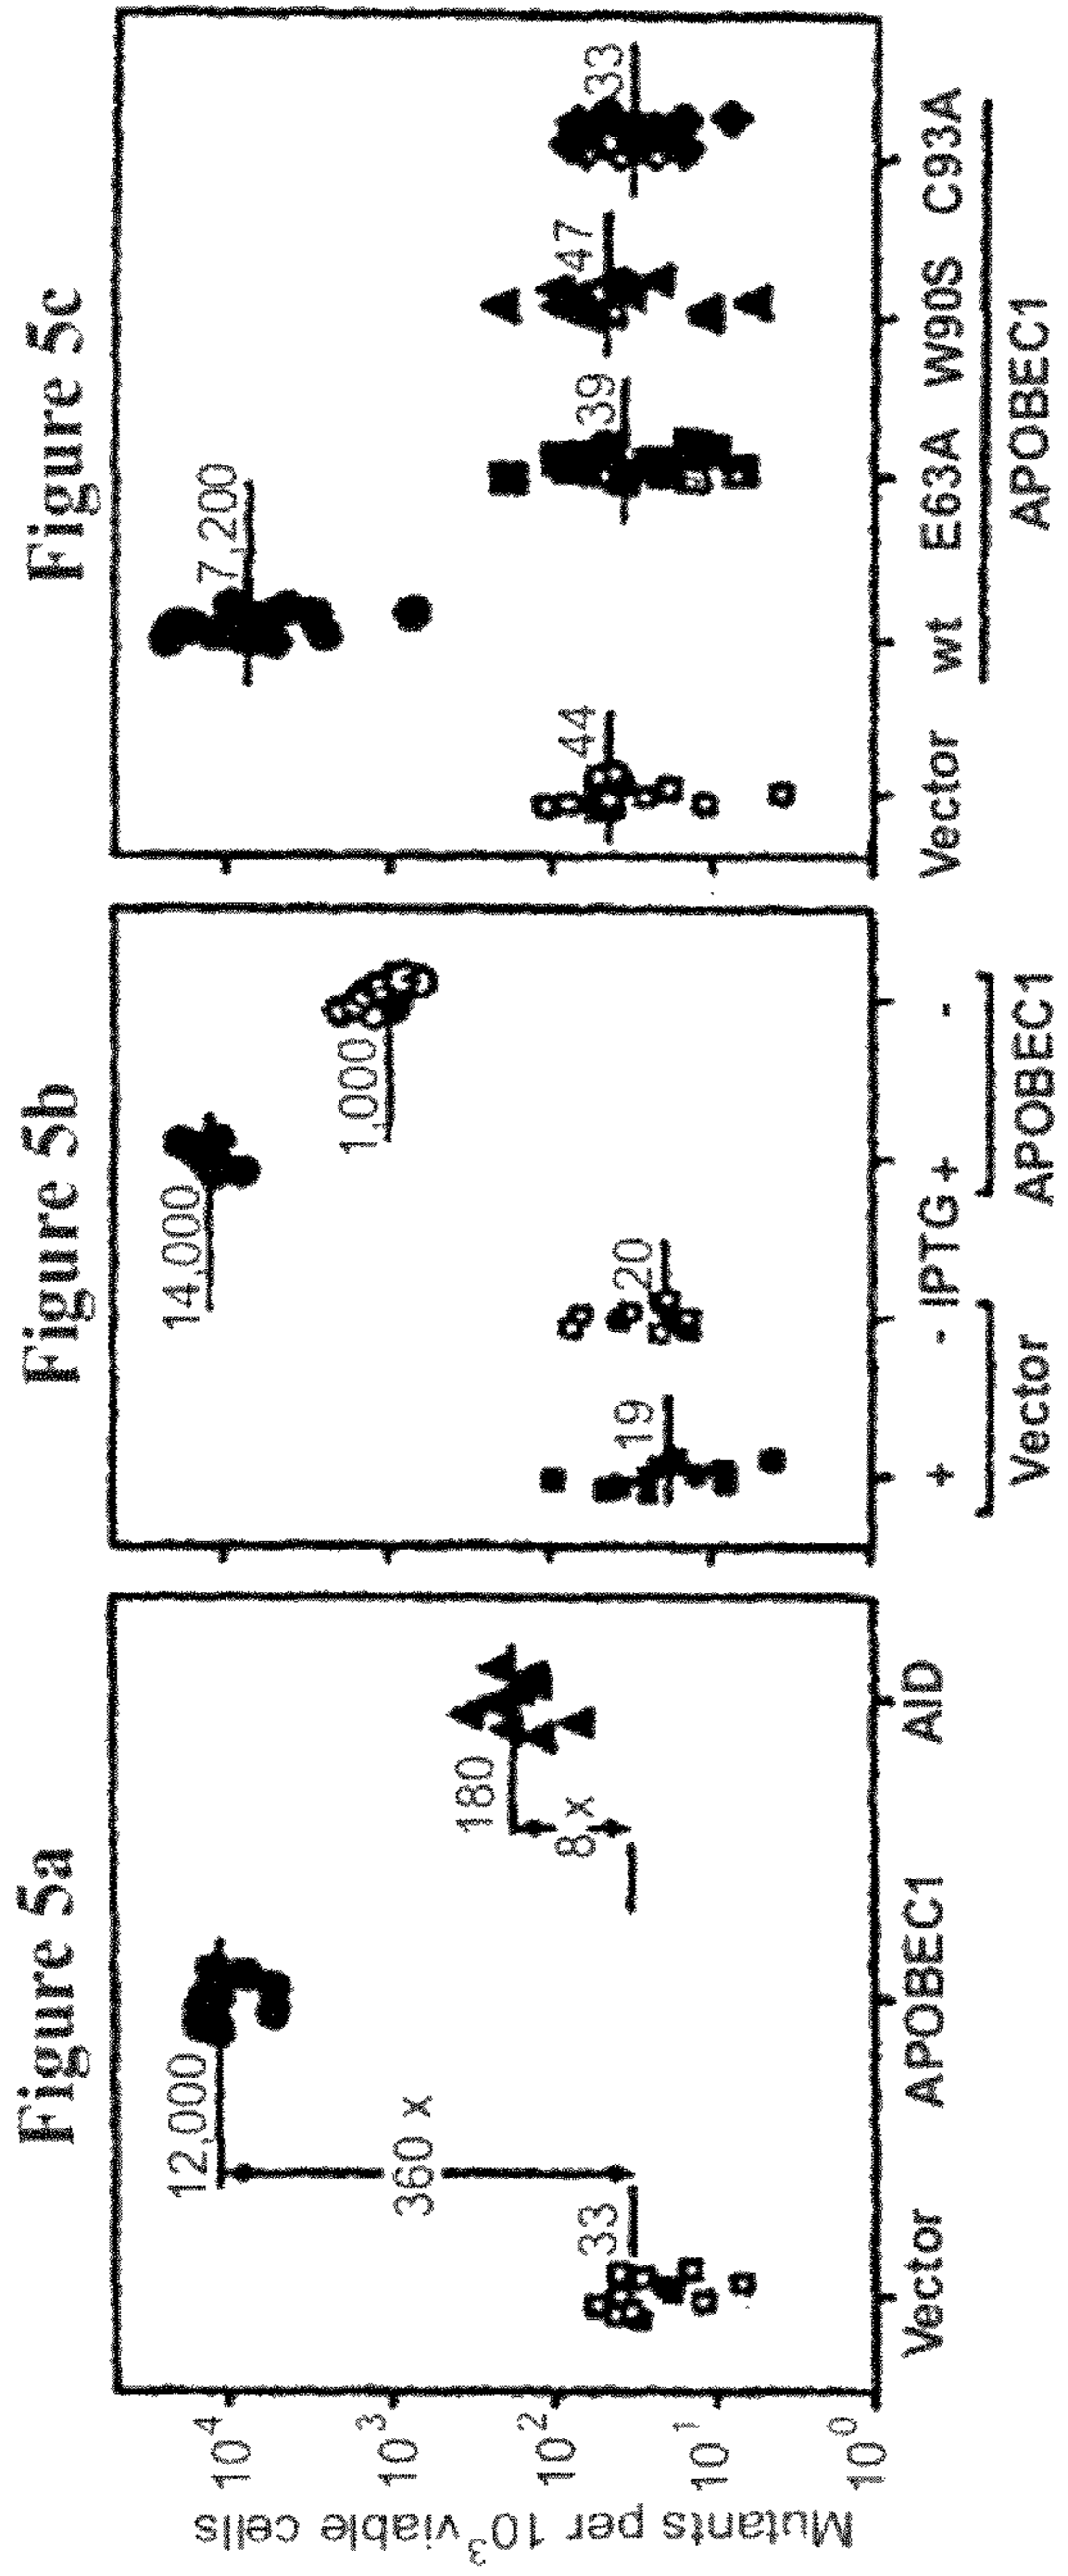 Figure 5a
Mutants per 10³ viable cells
10⁴
10³
10²
10¹
10⁰
12,000
360 x
33
180
8 x
Vector
APOBEC1
AID
Figure 5b
14,000
1,000
19
20
+ - IPTG + -
Vector
APOBEC1
Figure 5c
7,200
44
39
47
33
Vector wt E63A W90S C93A
APOBEC1